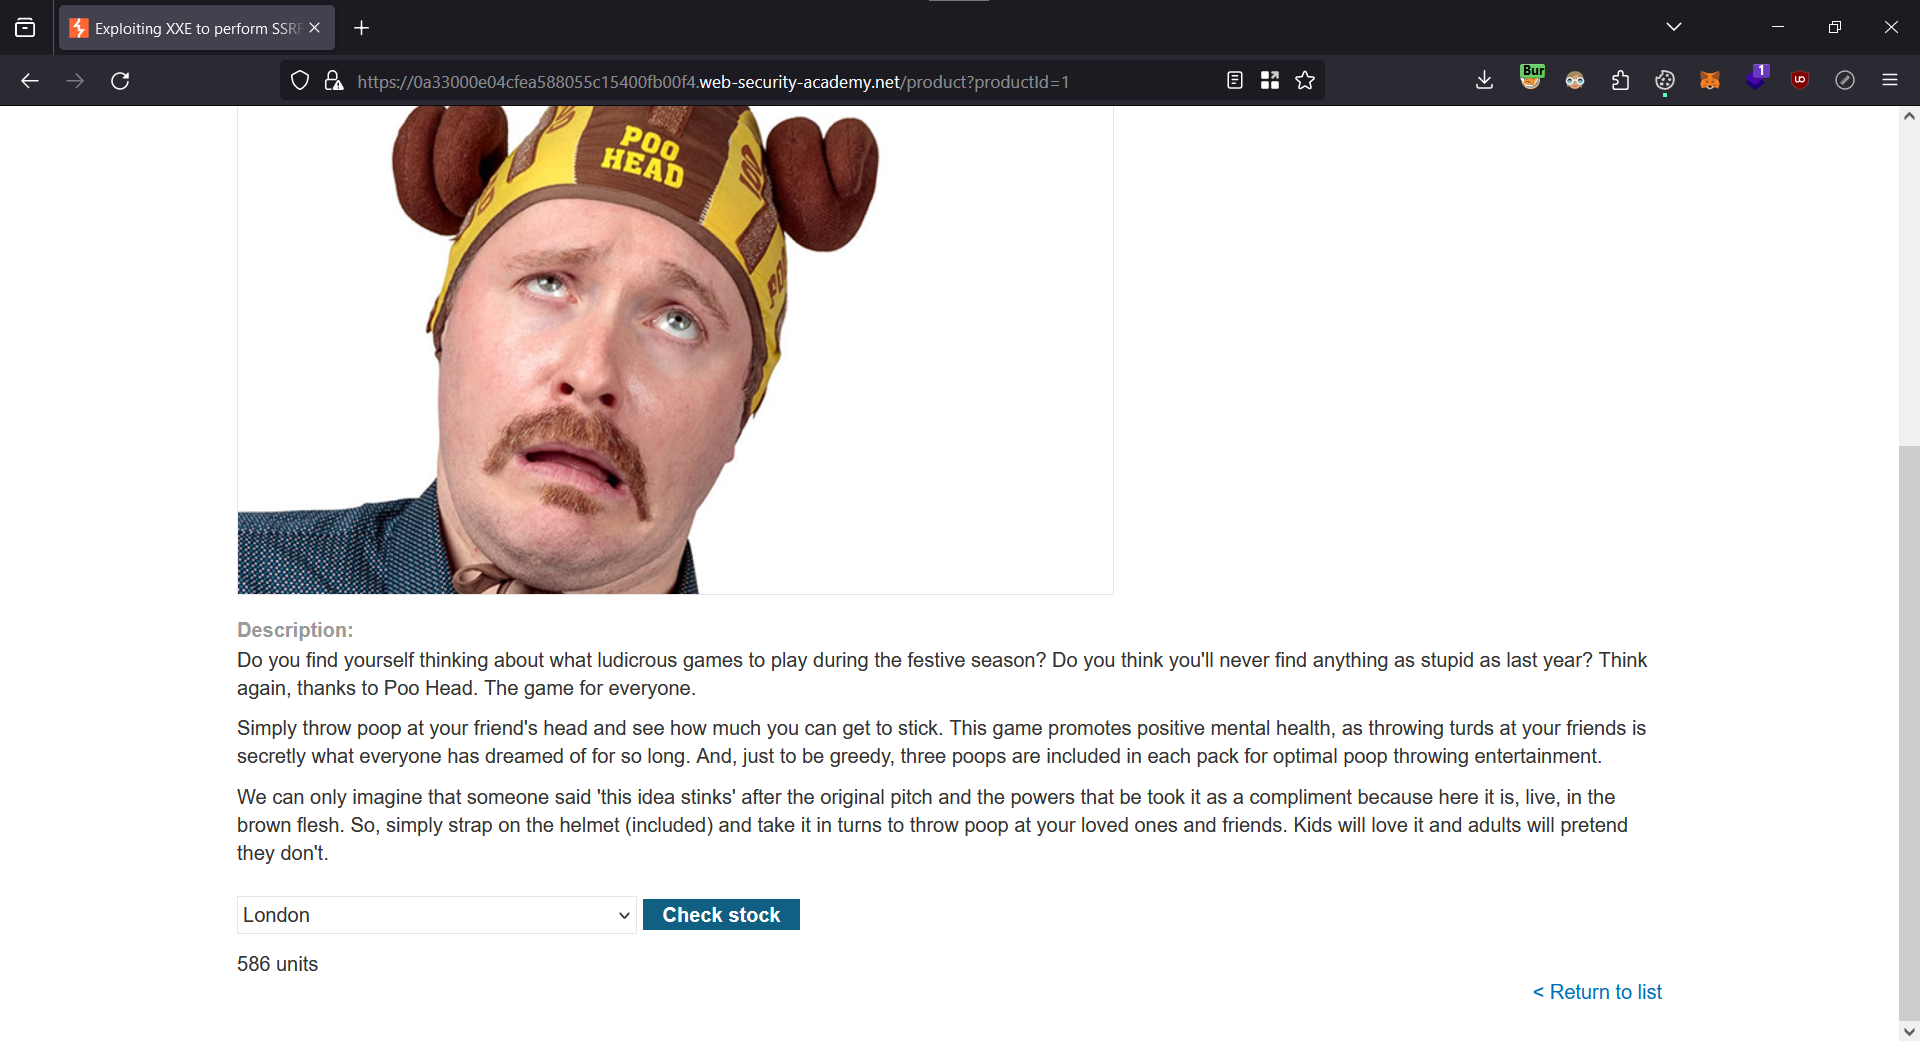 Exploiting XXE to perform SSRF
https://0a33000e04cfea588055c15400fb00f4.web-security-academy.net/product?productId=1
Bur
1
POO
HEAD
Description:
Do you find yourself thinking about what ludicrous games to play during the festive season? Do you think you'll never find anything as stupid as last year? Think
again, thanks to Poo Head. The game for everyone.
Simply throw poop at your friend's head and see how much you can get to stick. This game promotes positive mental health, as throwing turds at your friends is
secretly what everyone has dreamed of for so long. And, just to be greedy, three poops are included in each pack for optimal poop throwing entertainment.
We can only imagine that someone said 'this idea stinks' after the original pitch and the powers that be took it as a compliment because here it is, live, in the
brown flesh. So, simply strap on the helmet (included) and take it in turns to throw poop at your loved ones and friends. Kids will love it and adults will pretend
they don't.
London
Check stock
586 units
< Return to list